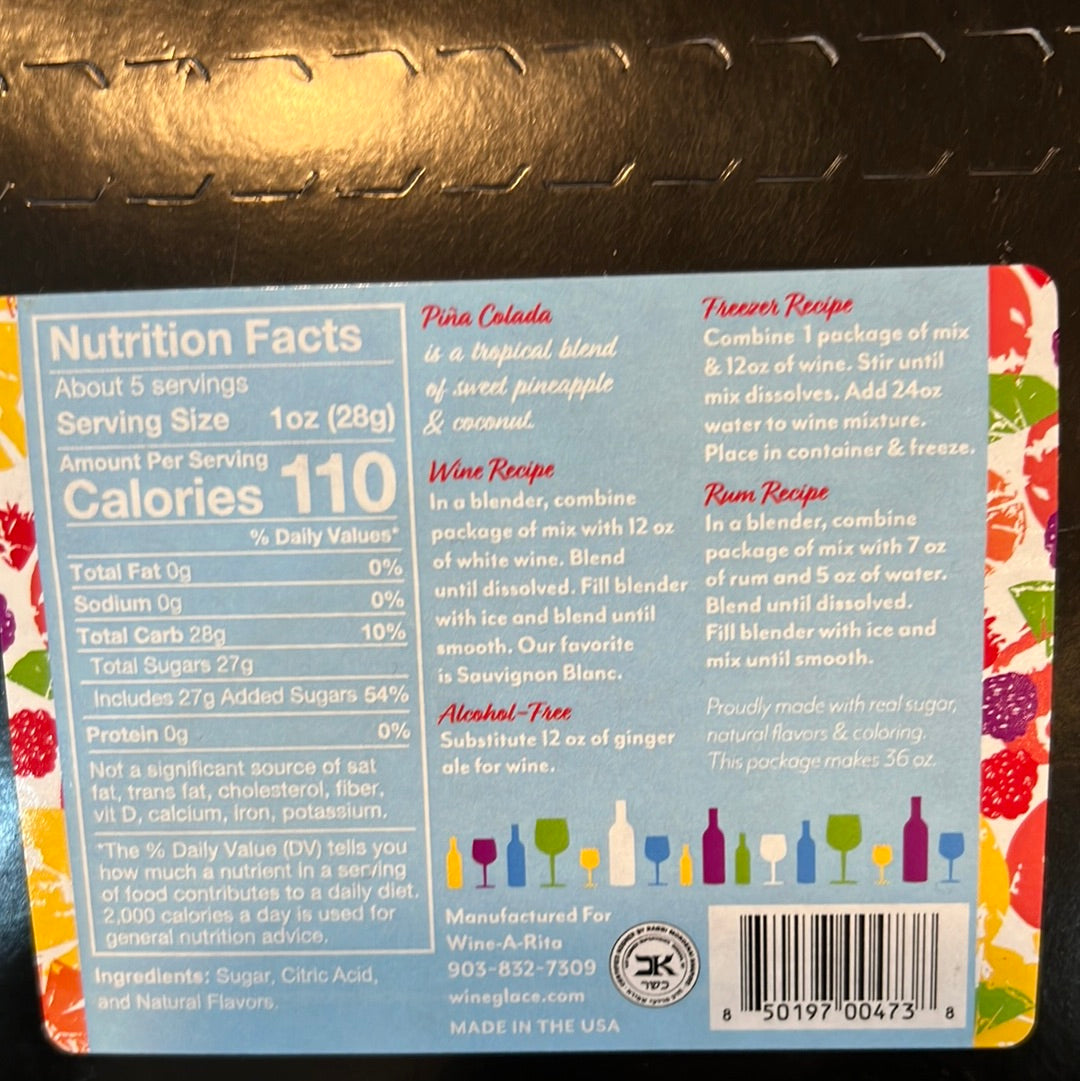 Nutrition Facts
About 5 servings
Serving Size 1oz (28g)
Amount Per Serving
Calories 110
% Daily Values*
Total Fat 0g 0%
Sodium 0g 0%
Total Carb 28g 10%
Total Sugars 27g
Includes 27g Added Sugars 54%
Protein 0g 0%
Not a significant source of sat
fat, trans fat, cholesterol, fiber,
vit D, calcium, iron, potassium.
*The % Daily Value (DV) tells you
how much a nutrient in a serving
of food contributes to a daily diet.
2,000 calories a day is used for
general nutrition advice.
Ingredients: Sugar, Citric Acid,
and Natural Flavors.
Piña Colada
is a tropical blend
of sweet pineapple
& coconut.
Wine Recipe
In a blender, combine
package of mix with 12 oz
of white wine. Blend
until dissolved. Fill blender
with ice and blend until
smooth. Our favorite
is Sauvignon Blanc.
Alcohol-Free
Substitute 12 oz of ginger
ale for wine.
Freezer Recipe
Combine 1 package of mix
& 12oz of wine. Stir until
mix dissolves. Add 24oz
water to wine mixture.
Place in container & freeze.
Rum Recipe
In a blender, combine
package of mix with 7 oz
of rum and 5 oz of water.
Blend until dissolved.
Fill blender with ice and
mix until smooth.
Proudly made with real sugar,
natural flavors & coloring.
This package makes 36 oz.
Manufactured For
Wine-A-Rita
903-832-7309
wineglace.com
MADE IN THE USA
כשר
8 50197 00473 8